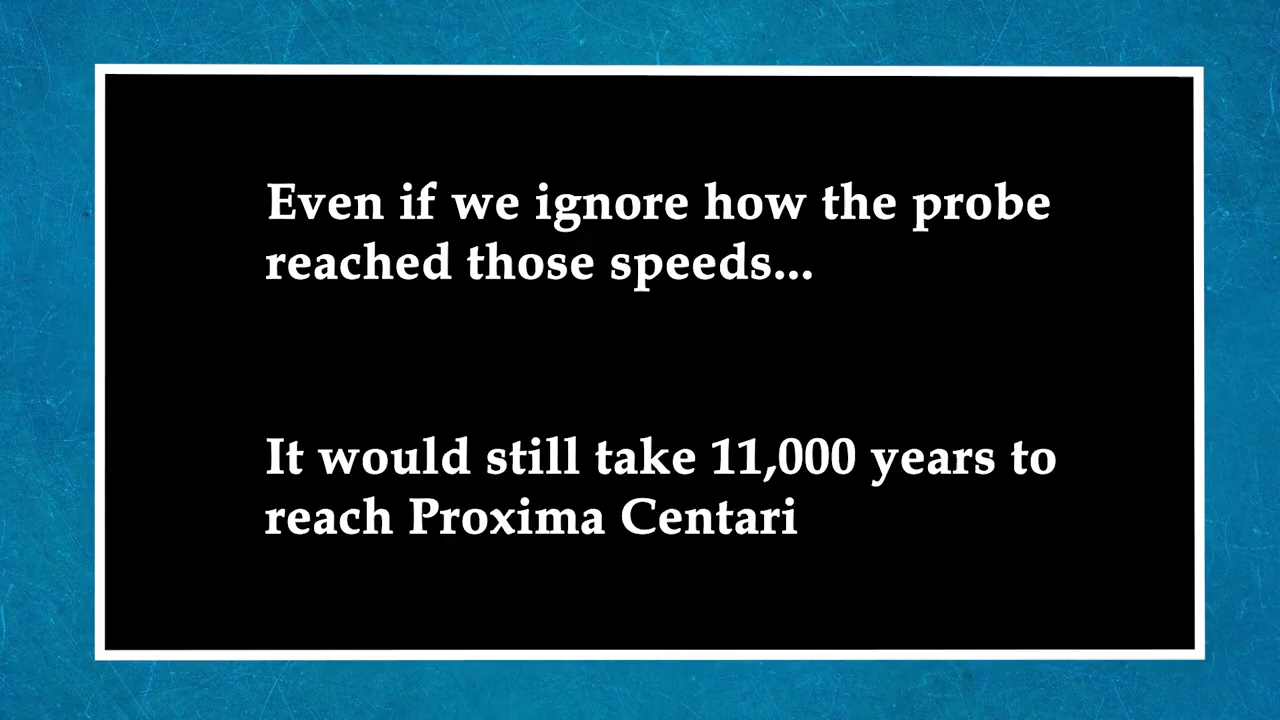 Even if we ignore how the probe
reached those speeds...
It would still take 11,000 years to
reach Proxima Centari